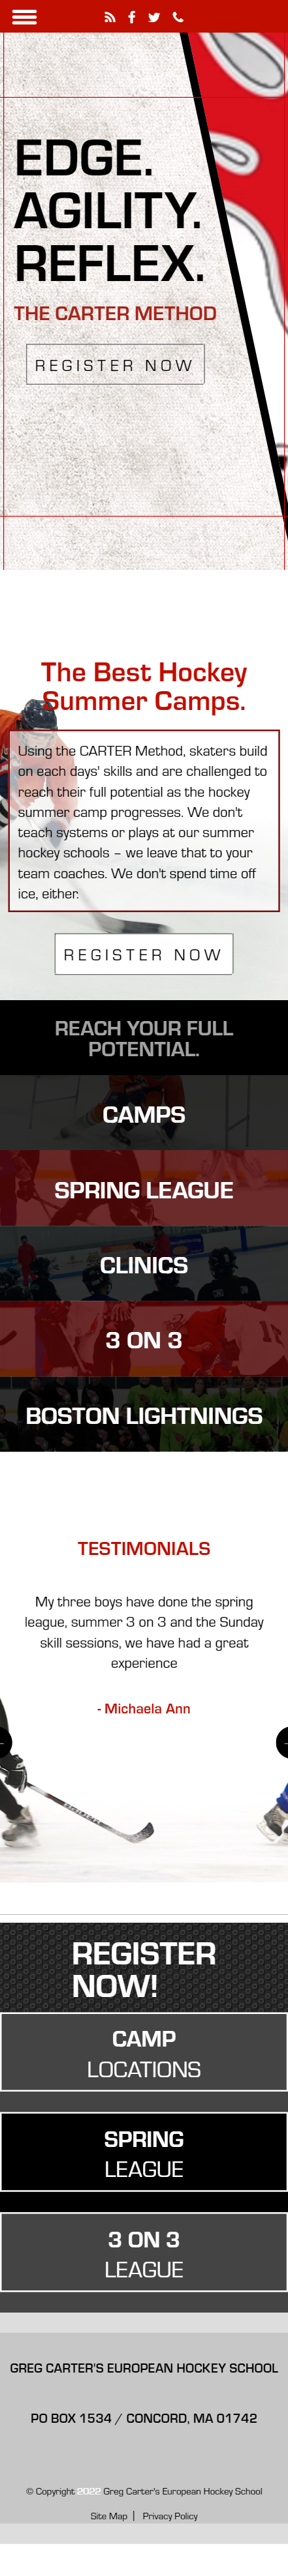 EDGE.
AGILITY.
REFLEX.
THE CARTER METHOD
REGISTER NOW
The Best Hockey
Summer Camps.
Using the CARTER Method, skaters build
on each days' skills and are challenged to
reach their full potential as the hockey
summer camp progresses. We don't
teach systems or plays at our summer
hockey schools – we leave that to your
team coaches. We don't spend time off
ice, either.
REGISTER NOW
REACH YOUR FULL
POTENTIAL.
CAMPS
SPRING LEAGUE
CLINICS
3 ON 3
BOSTON LIGHTNINGS
TESTIMONIALS
My three boys have done the spring
league, summer 3 on 3 and the Sunday
skill sessions, we have had a great
experience
- Michaela Ann
REGISTER
NOW!
CAMP
LOCATIONS
SPRING
LEAGUE
3 ON 3
LEAGUE
GREG CARTER'S EUROPEAN HOCKEY SCHOOL
PO BOX 1534 / CONCORD, MA 01742
© Copyright 2022 Greg Carter's European Hockey School
Site Map | Privacy Policy